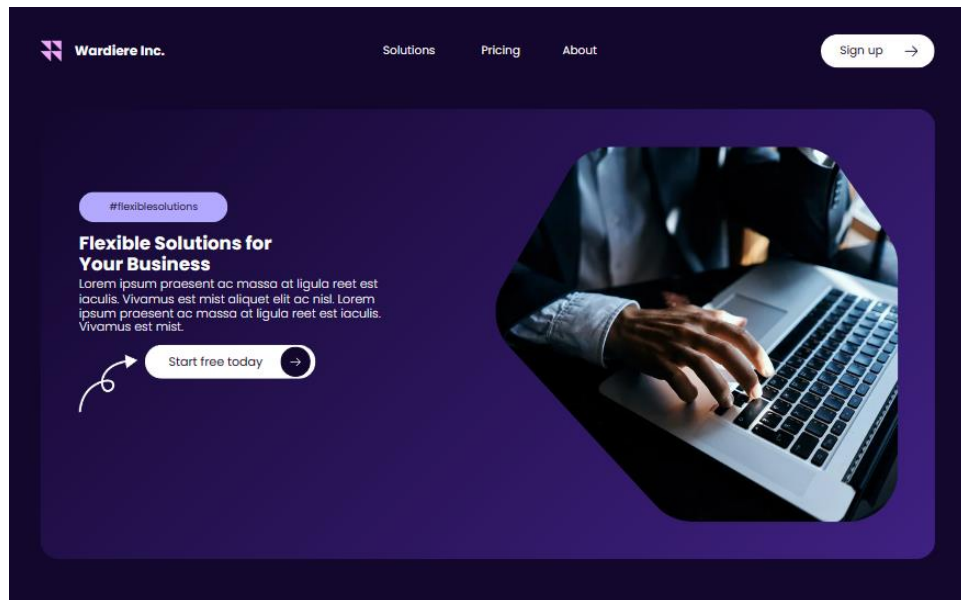 Wardiere Inc.
Solutions
Pricing
About
Sign up
#flexiblesolutions
Flexible Solutions for
Your Business
Lorem ipsum praesent ac massa at ligula reet est
iaculis. Vivamus est mist aliquet elit ac nisl. Lorem
ipsum praesent ac massa at ligula reet est iaculis.
Vivamus est mist.
Start free today